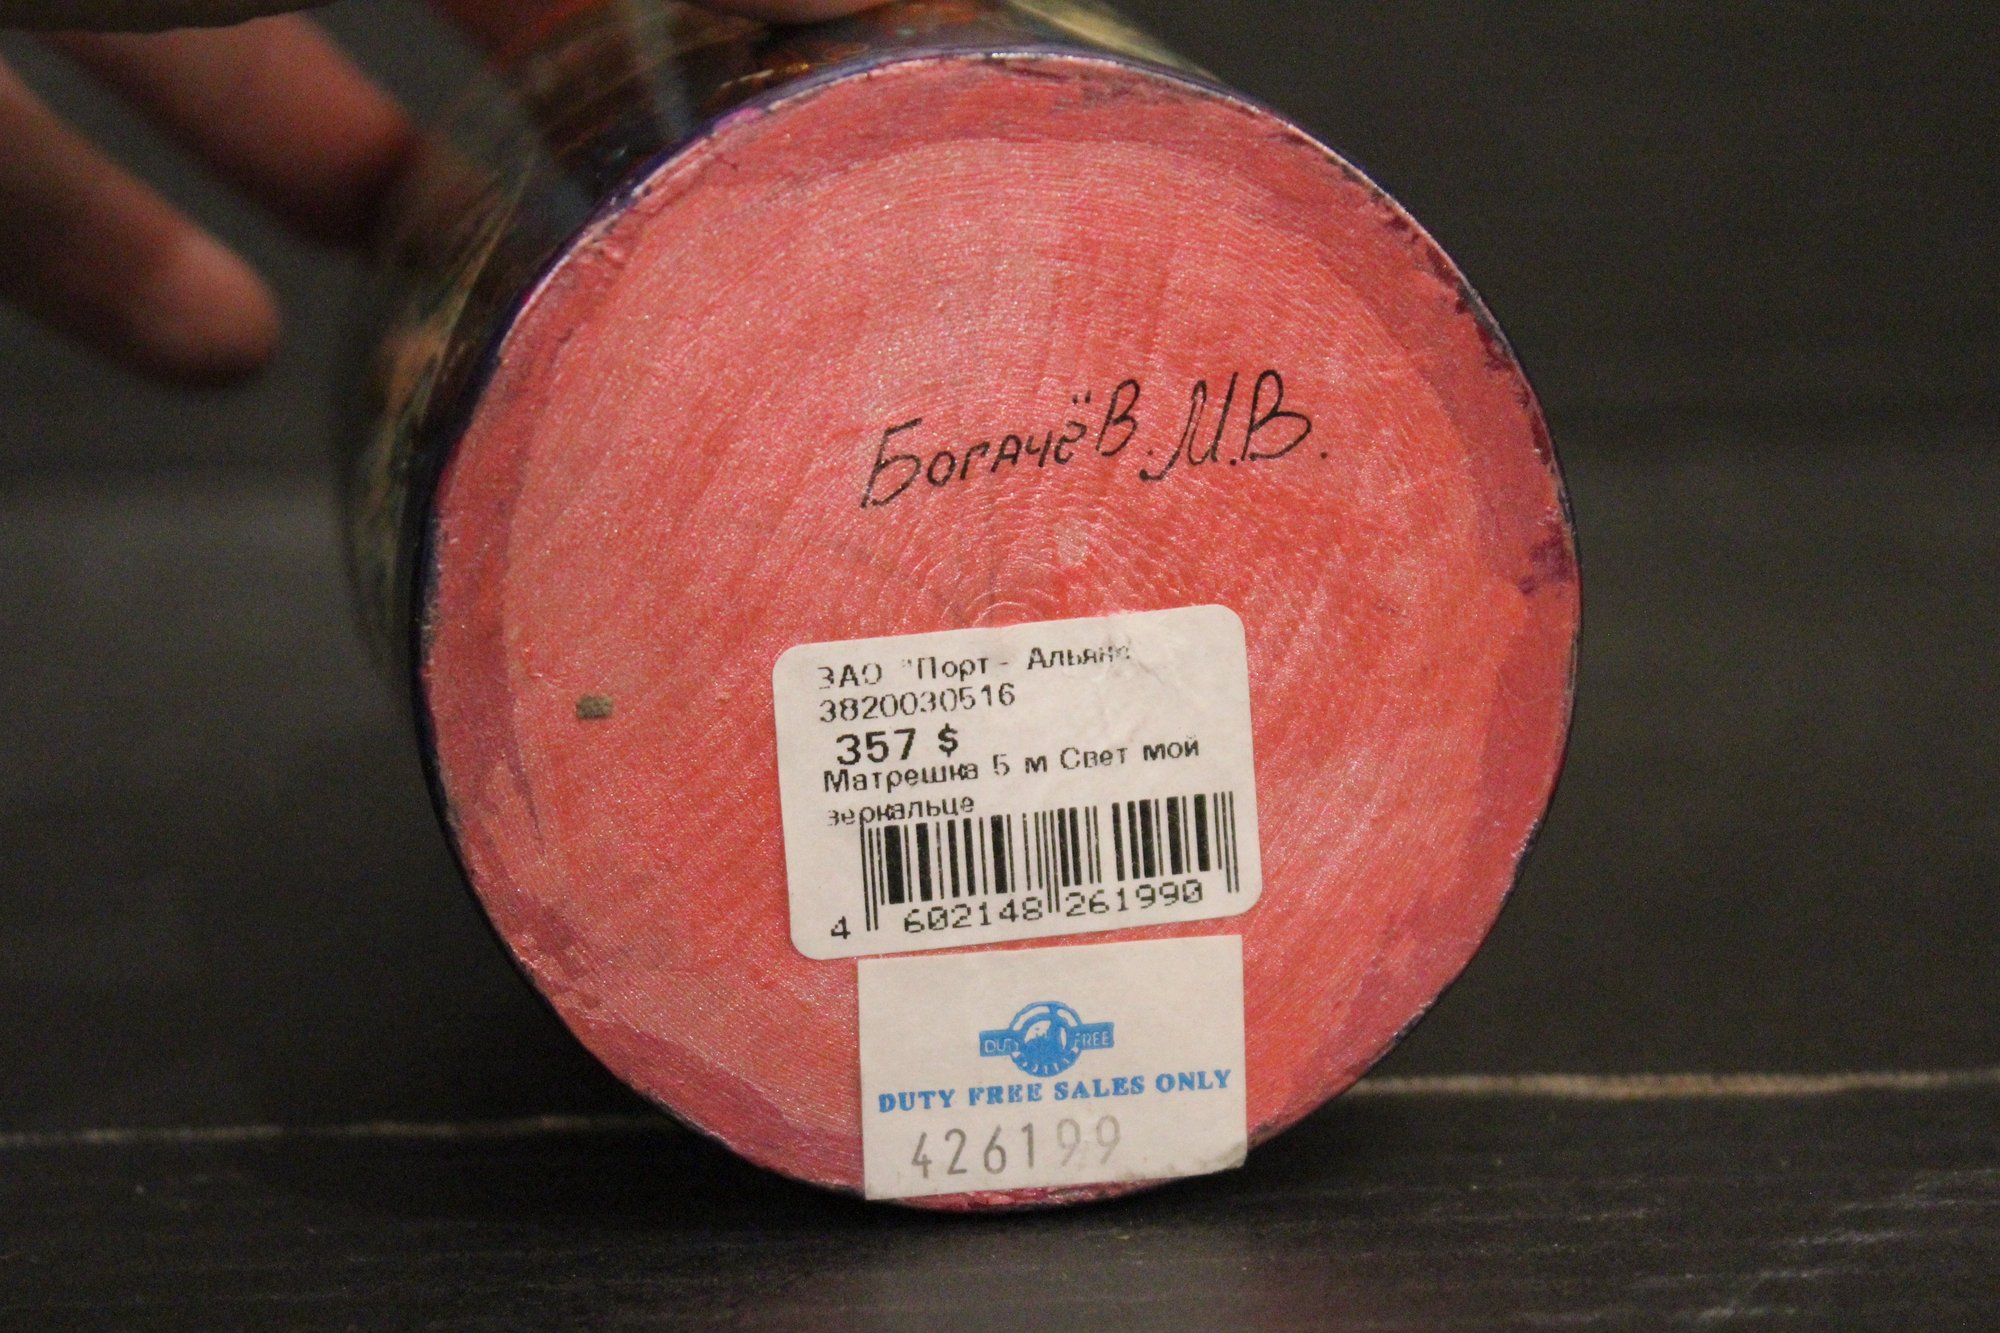 Богачёв. М.В.
ЗАО "Порт - Альянс
3820030516
357 $
Матрешка 5 м Свет мой
зеркальце
4 602148 261990
DUTY FREE
DUTY FREE SALES ONLY
426199